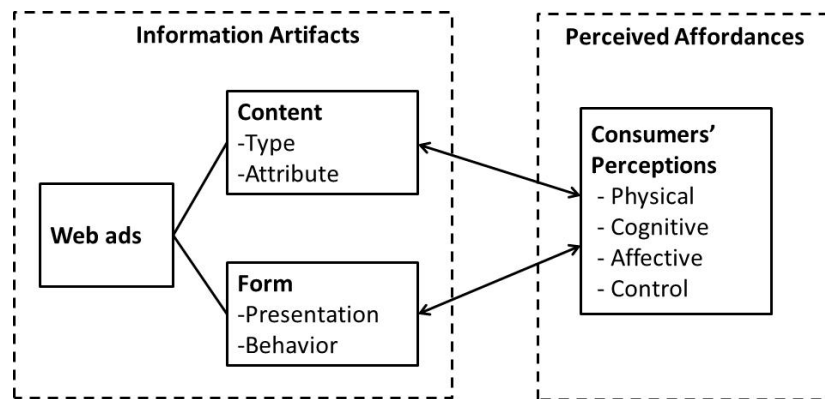 Information Artifacts
Web ads
Content
-Type
-Attribute
Form
-Presentation
-Behavior
Perceived Affordances
Consumers’
Perceptions
- Physical
- Cognitive
- Affective
- Control